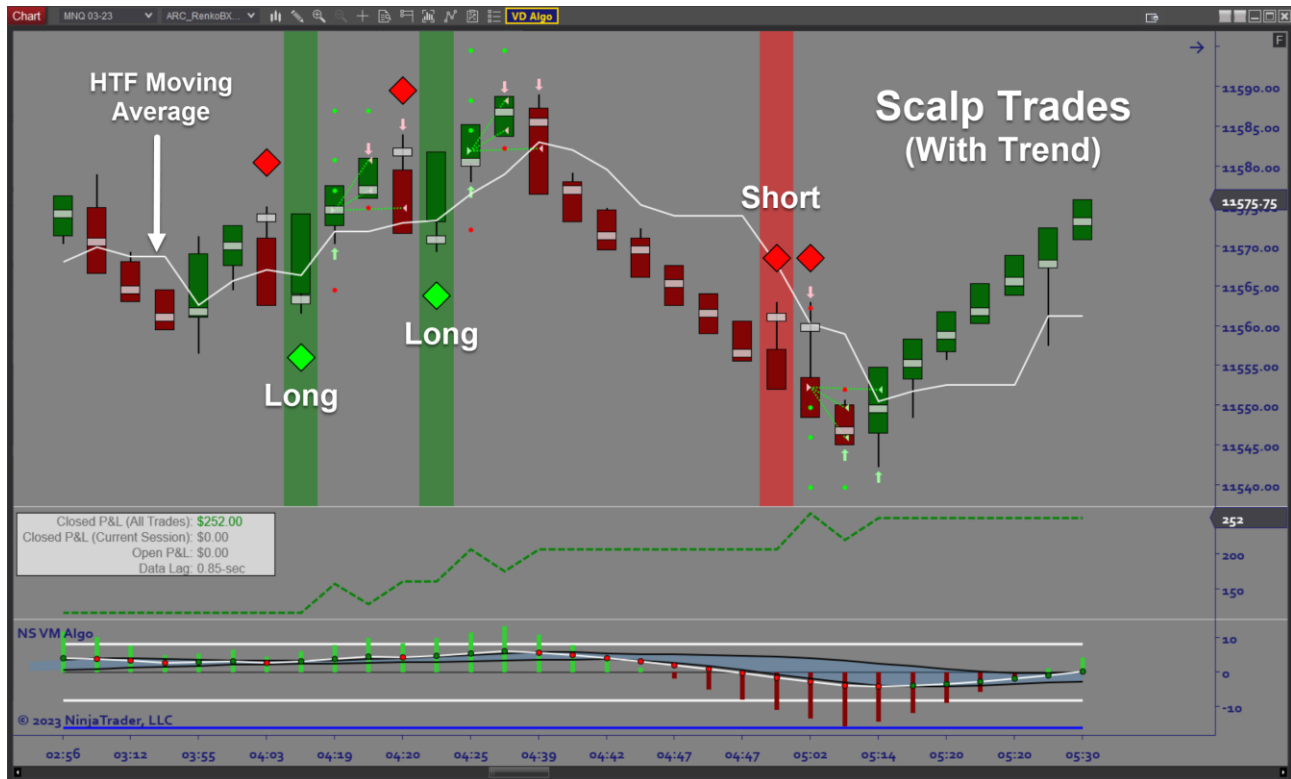 Chart MNQ 03-23 ARC_RenkoBX... VD Algo
F
HTF Moving
Average
Scalp Trades
(With Trend)
Short
Long
Long
11590.00
11585.00
11580.00
11575.75
11570.00
11565.00
11560.00
11555.00
11550.00
11545.00
11540.00
Closed P&L (All Trades): $252.00
Closed P&L (Current Session): $0.00
Open P&L: $0.00
Data Lag: 0.85-sec
252
200
150
NS VM Algo
10
0
-10
© 2023 NinjaTrader, LLC
02:56 03:12 03:55 04:03 04:19 04:20 04:25 04:39 04:42 04:47 04:47 05:02 05:14 05:20 05:20 05:30